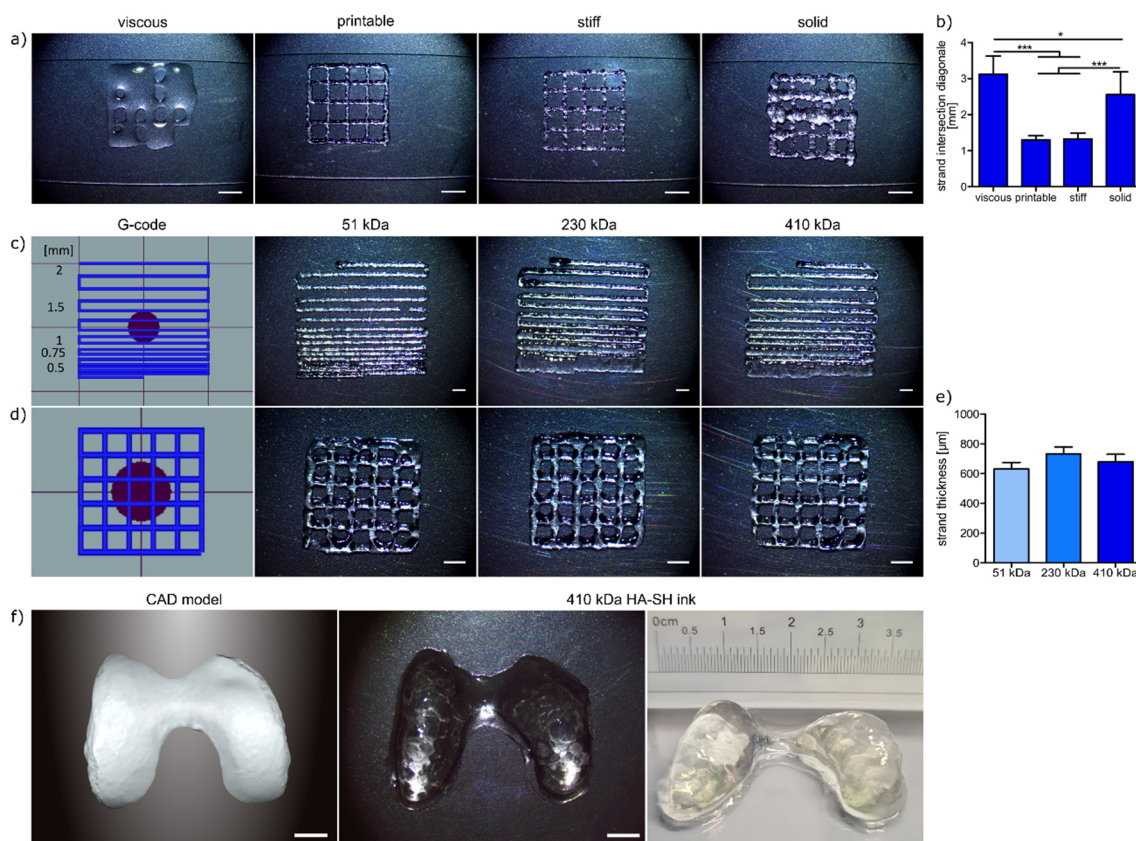 viscous printable stiff solid
a)
b)
strand intersection diagonale
[mm]
4
3
2
1
0
*
***
***
viscous printable stiff solid
G-code 51 kDa 230 kDa 410 kDa
c)
[mm]
2
1.5
1
0.75
0.5
d)
e)
strand thickness [µm]
1000
800
600
400
200
0
51 kDa 230 kDa 410 kDa
CAD model 410 kDa HA-SH ink
f)
0cm 1 2 3
0.5 1.5 2.5 3.5